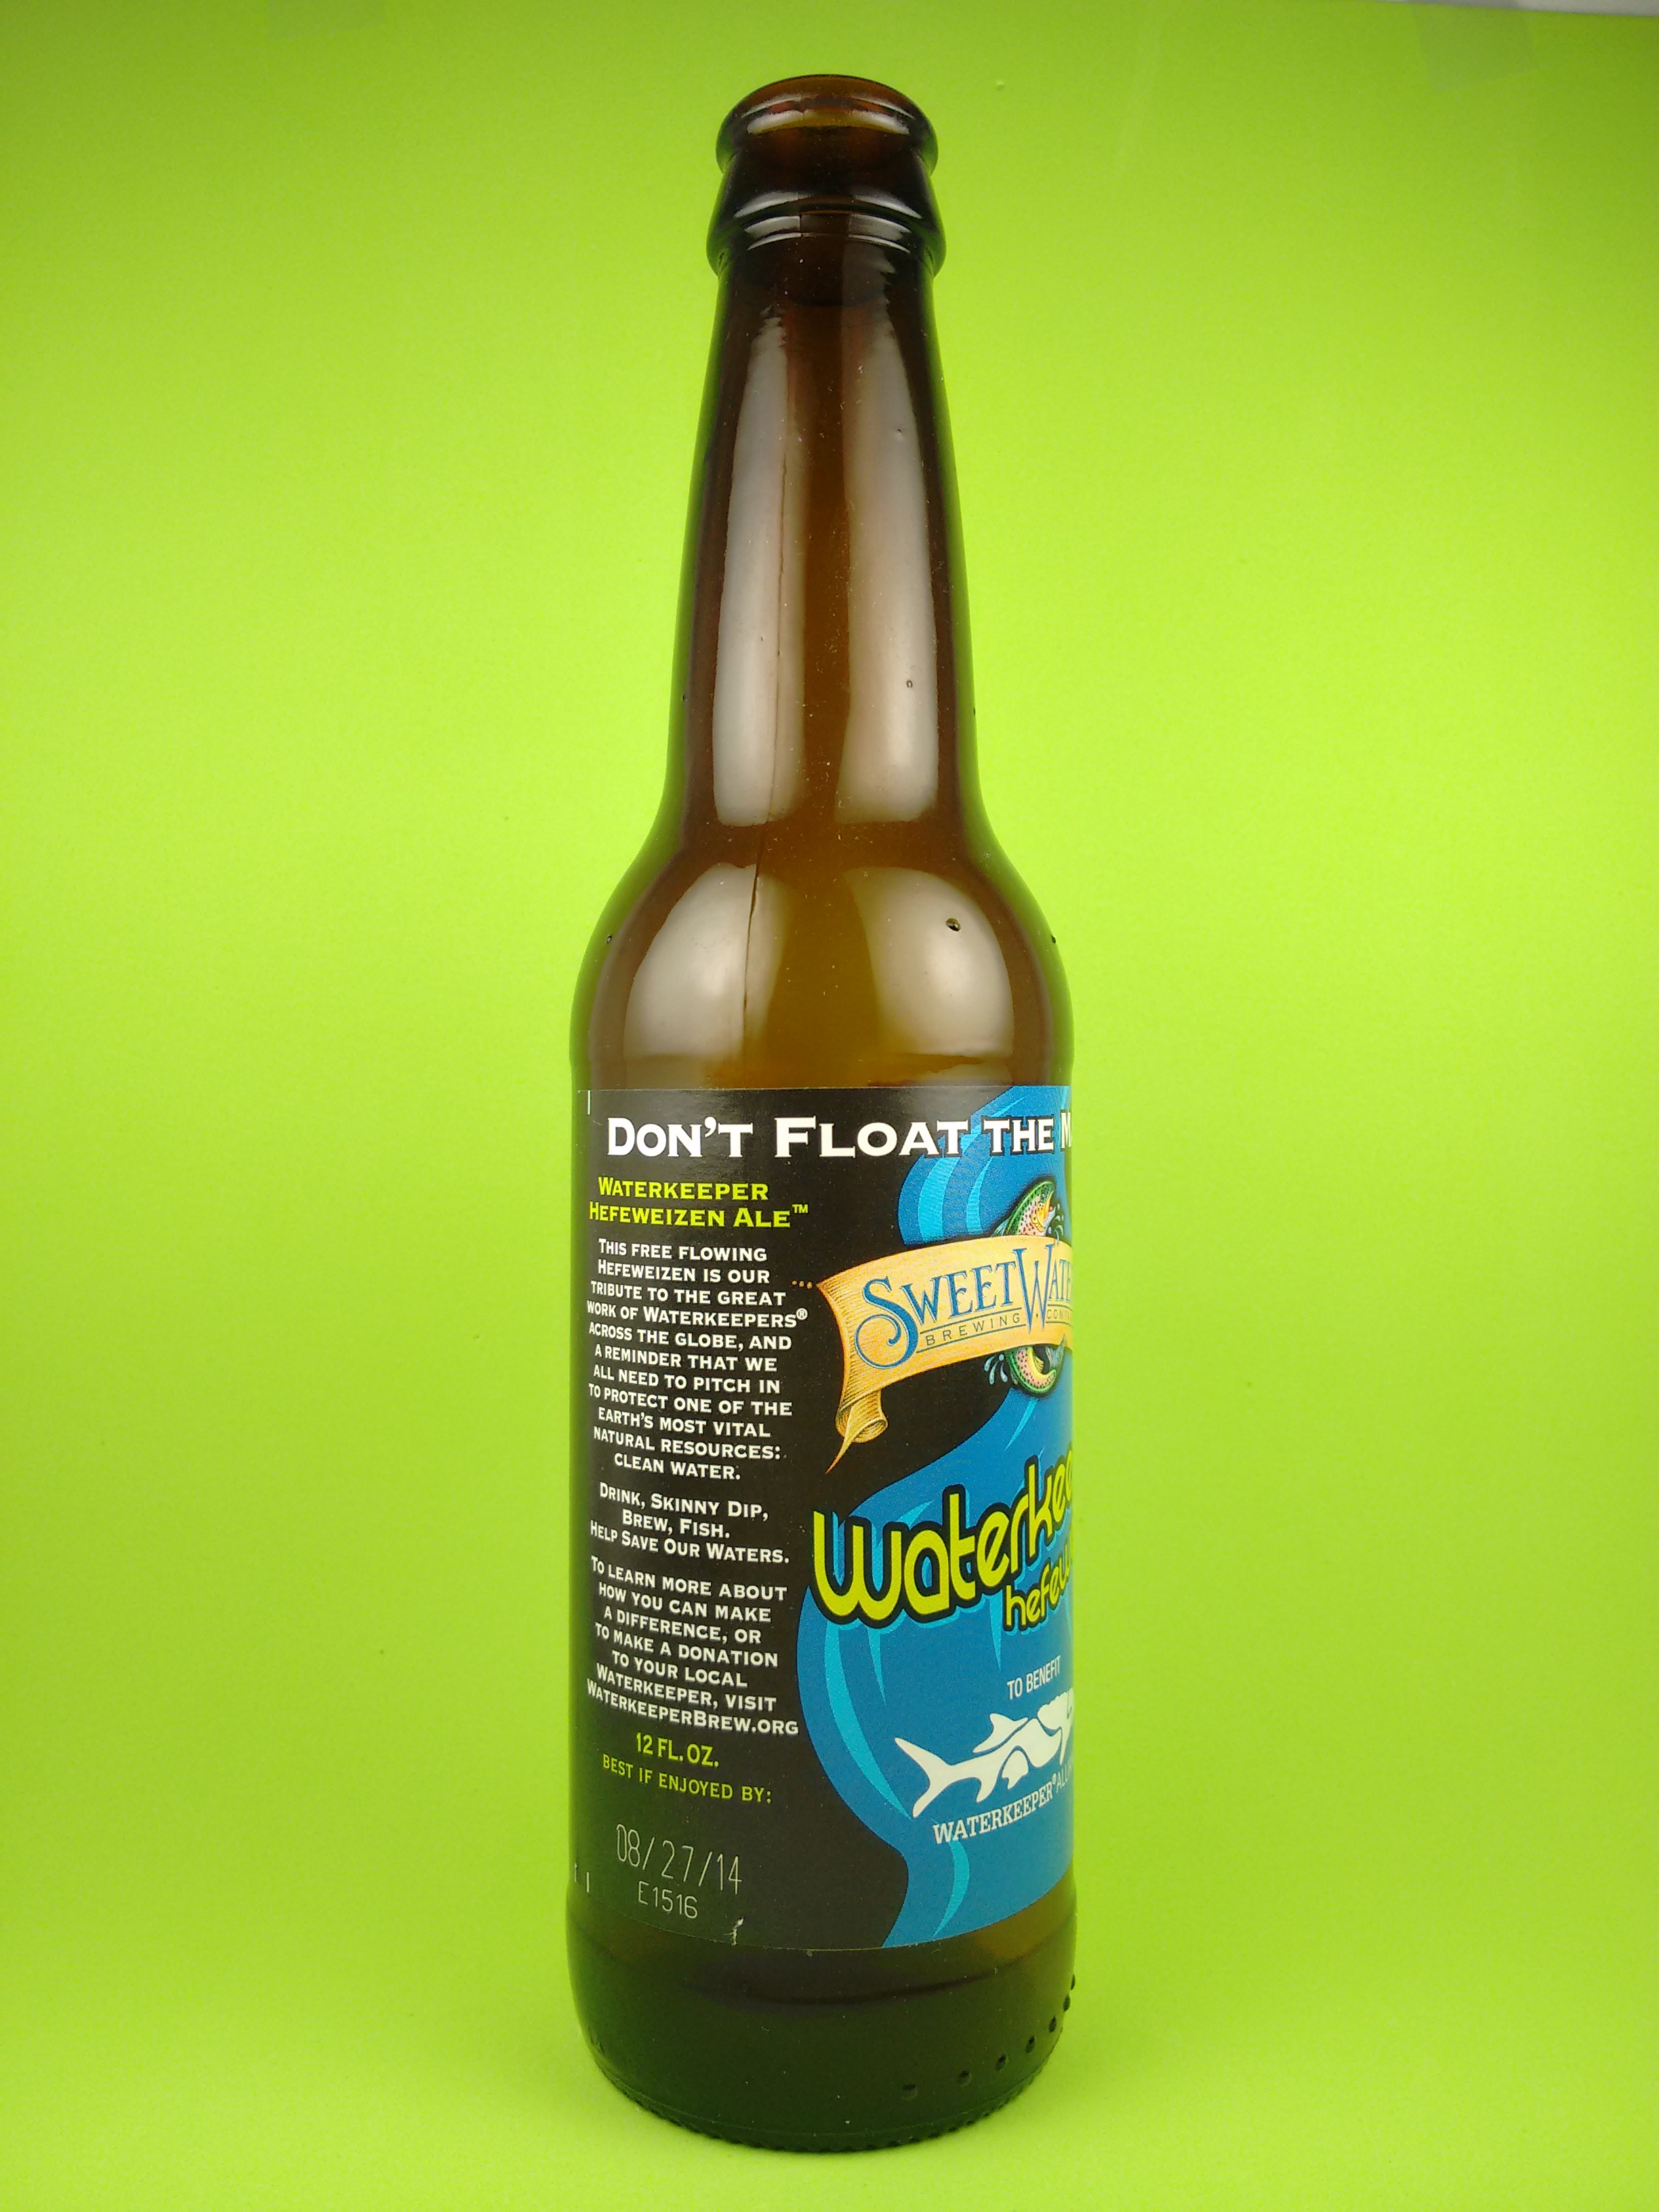 DON'T FLOAT THE M
WATERKEEPER
HEFEWEIZEN ALE™
THIS FREE FLOWING
HEFEWEIZEN IS OUR
TRIBUTE TO THE GREAT
WORK OF WATERKEEPERS®
ACROSS THE GLOBE, AND
A REMINDER THAT WE
ALL NEED TO PITCH IN
TO PROTECT ONE OF THE
EARTH'S MOST VITAL
NATURAL RESOURCES:
CLEAN WATER.
DRINK, SKINNY DIP,
BREW, FISH.
HELP SAVE OUR WATERS.
TO LEARN MORE ABOUT
HOW YOU CAN MAKE
A DIFFERENCE, OR
TO MAKE A DONATION
TO YOUR LOCAL
WATERKEEPER, VISIT
WATERKEEPERBREW.ORG
12 FL. OZ.
BEST IF ENJOYED BY:
08/27/14
E1516
SWEETWATE
BREWING COM
waterkee
hefew
TO BENEFIT
WATERKEEPER® AL